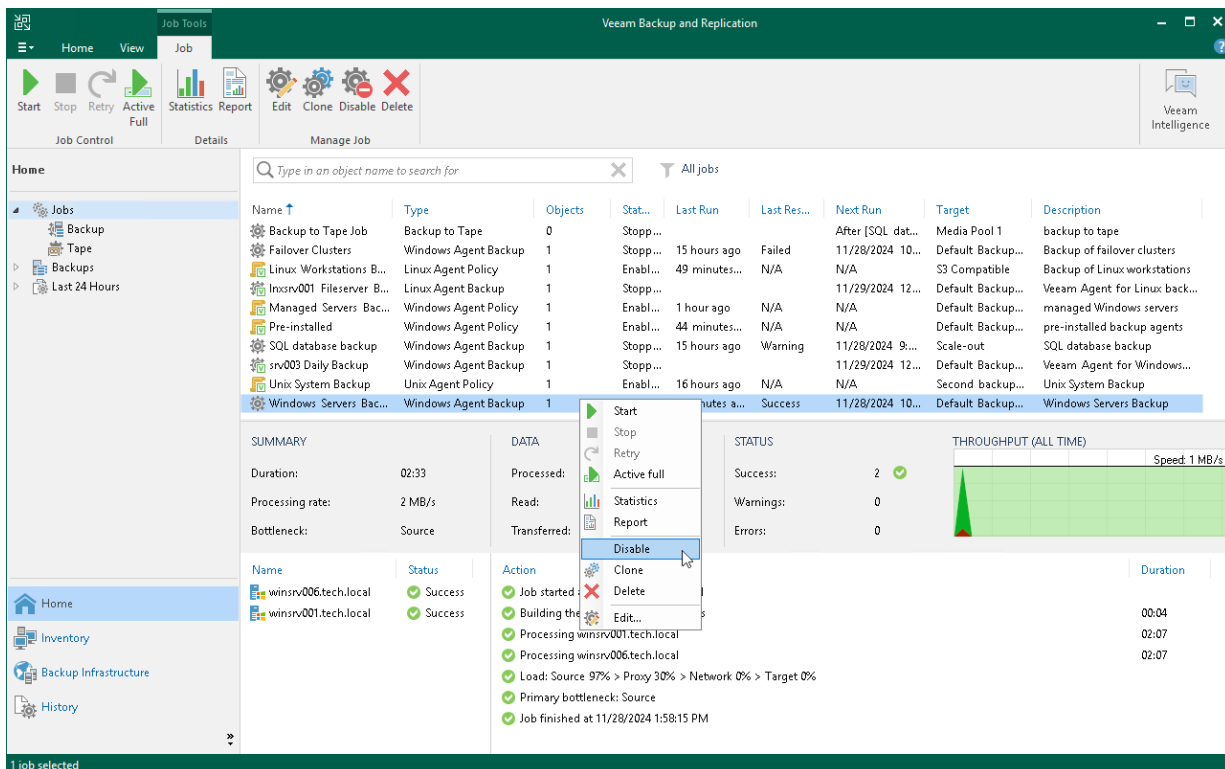 Job Tools
Veeam Backup and Replication
Home View Job
Start Stop Retry Active Full
Statistics Report
Edit Clone Disable Delete
Veeam Intelligence
Job Control Details Manage Job
Home
Type in an object name to search for
All jobs
Jobs
Backup
Tape
Backups
Last 24 Hours
Name Type Objects Stat... Last Run Last Res... Next Run Target Description
Backup to Tape Job Backup to Tape 0 Stopp... After [SQL dat... Media Pool 1 backup to tape
Failover Clusters Windows Agent Backup 1 Stopp... 15 hours ago Failed 11/28/2024 10... Default Backup... Backup of failover clusters
Linux Workstations B... Linux Agent Policy 1 Enabl... 49 minutes... N/A N/A S3 Compatible Backup of Linux workstations
lnxsrv001 Fileserver B... Linux Agent Backup 1 Stopp... 11/29/2024 12... Default Backup... Veeam Agent for Linux back...
Managed Servers Bac... Windows Agent Policy 1 Enabl... 1 hour ago N/A N/A Default Backup... managed Windows servers
Pre-installed Windows Agent Policy 1 Enabl... 44 minutes... N/A N/A Default Backup... pre-installed backup agents
SQL database backup Windows Agent Backup 1 Stopp... 15 hours ago Warning 11/28/2024 9:... Scale-out SQL database backup
srv003 Daily Backup Windows Agent Backup 1 Stopp... 11/29/2024 12... Default Backup... Veeam Agent for Windows...
Unix System Backup Unix Agent Policy 1 Enabl... 16 hours ago N/A N/A Second backup... Unix System Backup
Windows Servers Bac... Windows Agent Backup 1 Success 11/28/2024 10... Default Backup... Windows Servers Backup
Start
Stop
Retry
Active full
Statistics
Report
Disable
Clone
Delete
Edit...
SUMMARY DATA STATUS THROUGHPUT (ALL TIME)
Speed: 1 MB/s
Duration: 02:33 Processed: Success: 2
Processing rate: 2 MB/s Read: Warnings: 0
Bottleneck: Source Transferred: Errors: 0
Name Status Action Duration
winsrv006.tech.local Success Job started
winsrv001.tech.local Success Building the 00:04
Processing winsrv001.tech.local 02:07
Processing winsrv006.tech.local 02:07
Load: Source 97% > Proxy 30% > Network 0% > Target 0%
Primary bottleneck: Source
Job finished at 11/28/2024 1:58:15 PM
Home
Inventory
Backup Infrastructure
History
1 job selected